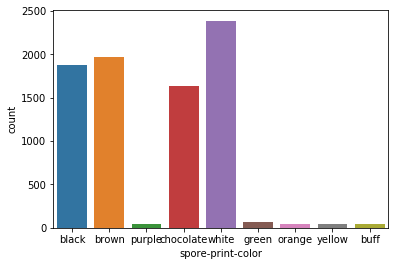 2500
2000
1500
1000
500
0
count
black brown purple chocolate white green orange yellow buff
spore-print-color